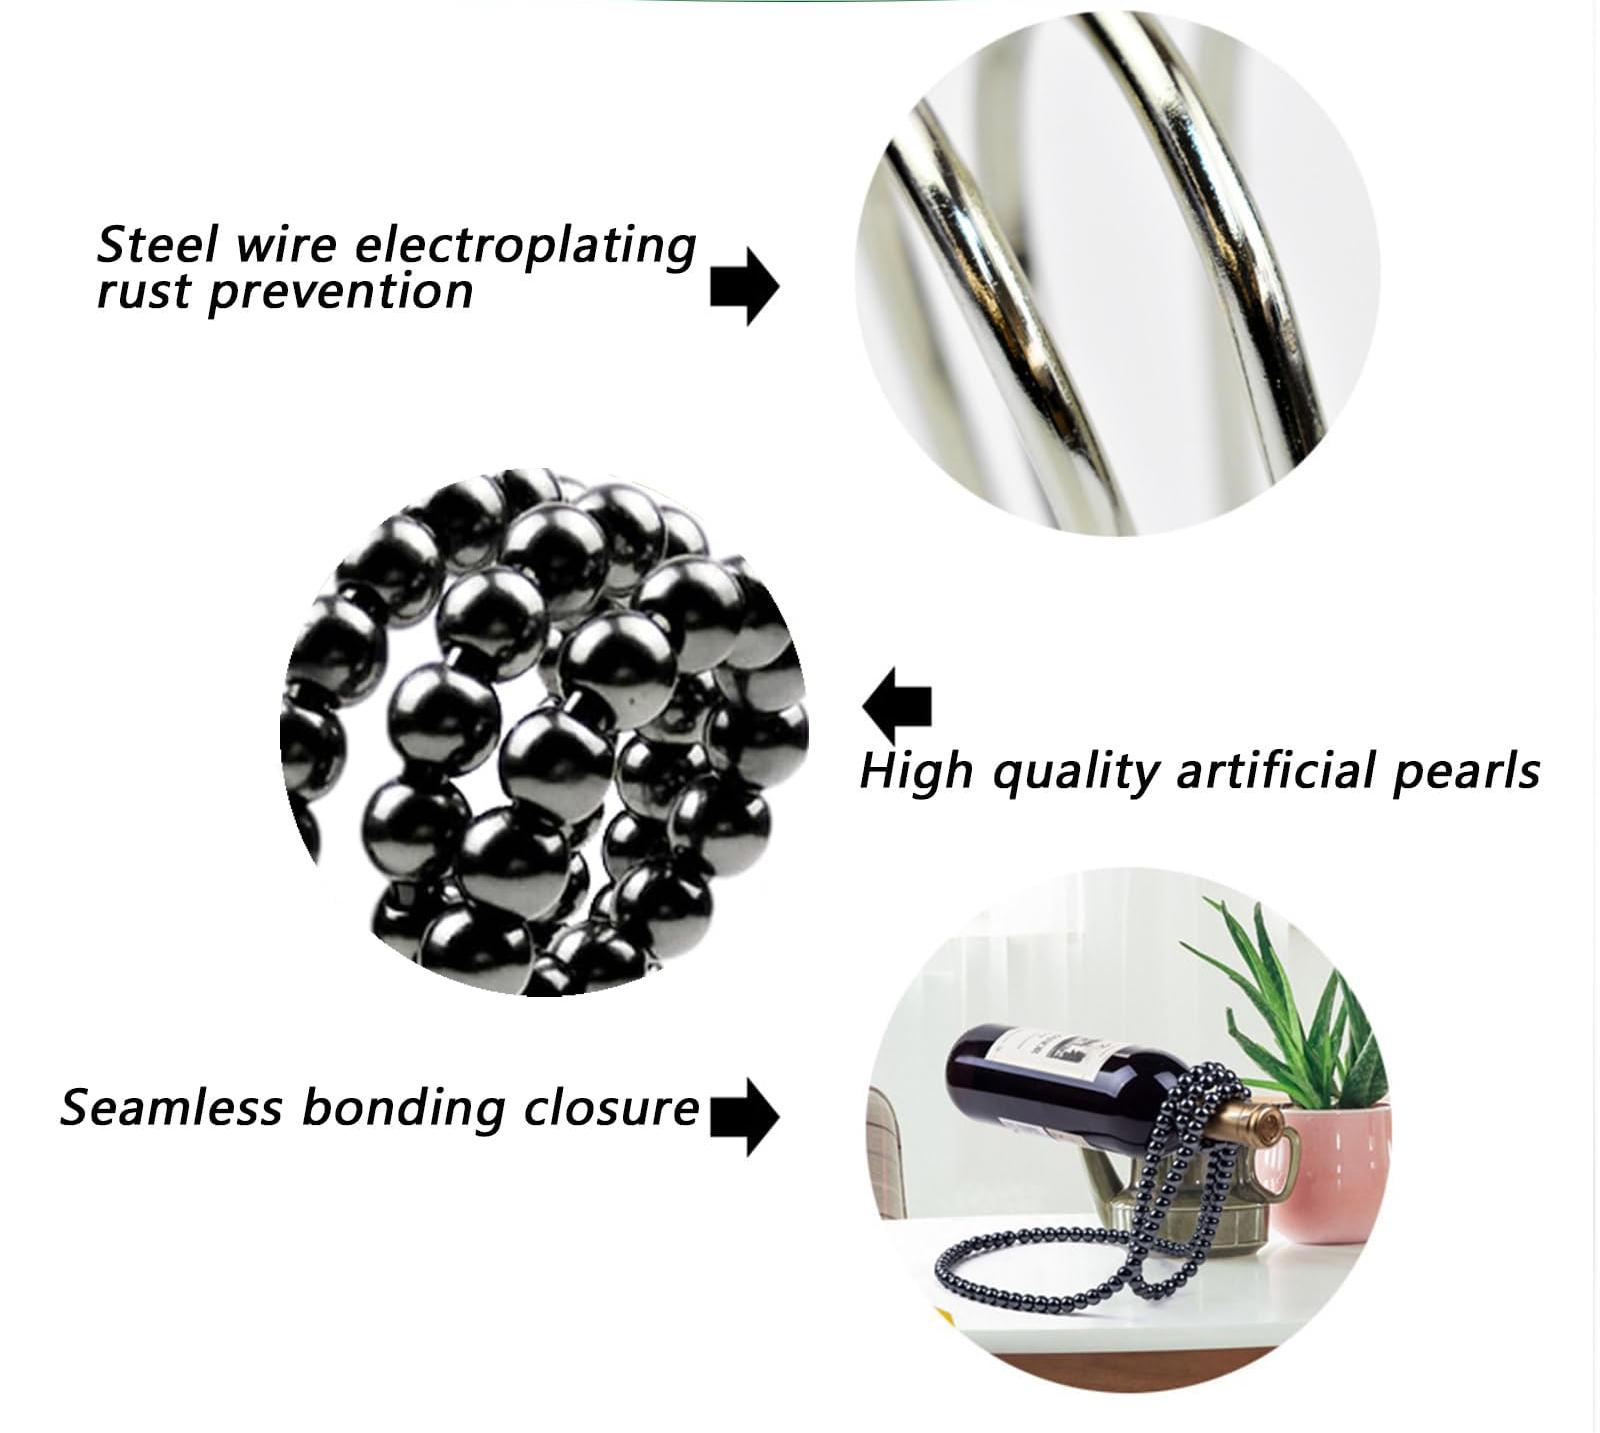 Steel wire electroplating
rust prevention
High quality artificial pearls
Seamless bonding closure